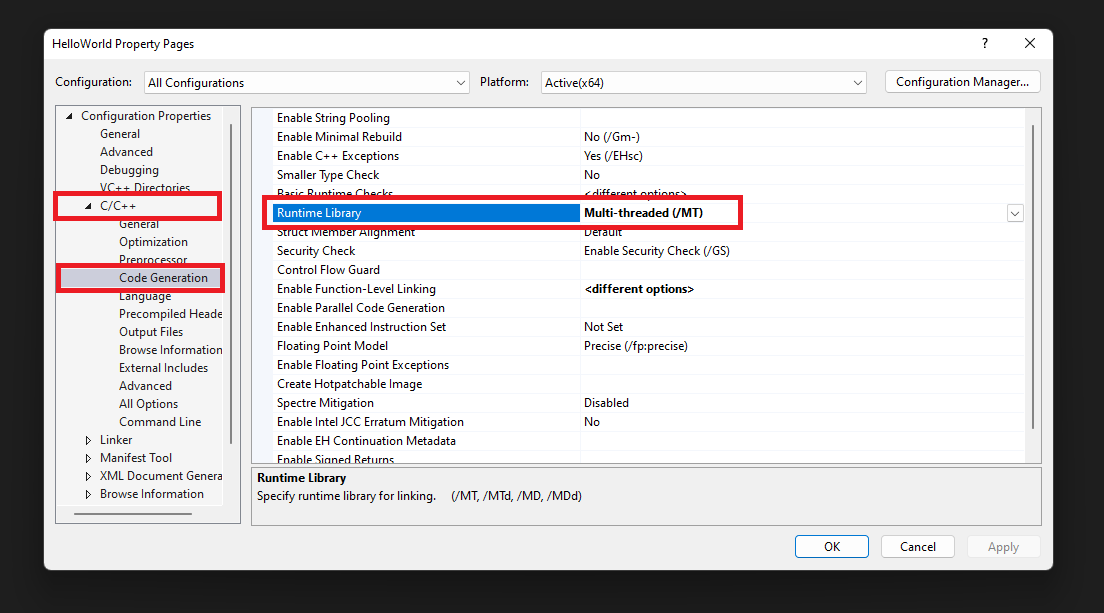 HelloWorld Property Pages
?
Configuration: All Configurations Platform: Active(x64) Configuration Manager...
Configuration Properties
General
Advanced
Debugging
VC++ Directories
C/C++
General
Optimization
Preprocessor
Code Generation
Language
Precompiled Heade
Output Files
Browse Information
External Includes
Advanced
All Options
Command Line
Linker
Manifest Tool
XML Document Genera
Browse Information
Enable String Pooling
Enable Minimal Rebuild No (/Gm-)
Enable C++ Exceptions Yes (/EHsc)
Smaller Type Check No
Basic Runtime Checks <different options>
Runtime Library Multi-threaded (/MT)
Struct Member Alignment Default
Security Check Enable Security Check (/GS)
Control Flow Guard
Enable Function-Level Linking <different options>
Enable Parallel Code Generation
Enable Enhanced Instruction Set Not Set
Floating Point Model Precise (/fp:precise)
Enable Floating Point Exceptions
Create Hotpatchable Image
Spectre Mitigation Disabled
Enable Intel JCC Erratum Mitigation No
Enable EH Continuation Metadata
Enable Signed Returns
Runtime Library
Specify runtime library for linking. (/MT, /MTd, /MD, /MDd)
OK Cancel Apply